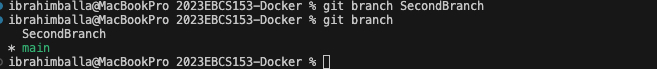 ibrahimballa@MacBookPro 2023EBCS153-Docker % git branch SecondBranch
ibrahimballa@MacBookPro 2023EBCS153-Docker % git branch
  SecondBranch
* main
ibrahimballa@MacBookPro 2023EBCS153-Docker %